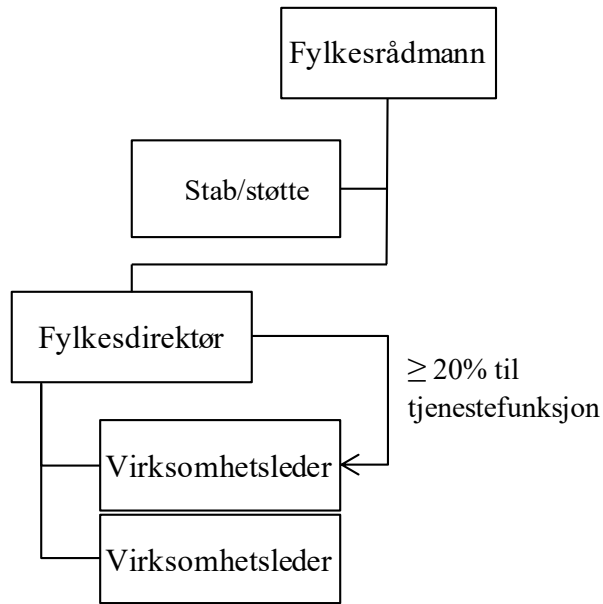 Fylkesrådmann
Stab/støtte
Fylkesdirektør
≥ 20% til
tjenestefunksjon
Virksomhetsleder
Virksomhetsleder